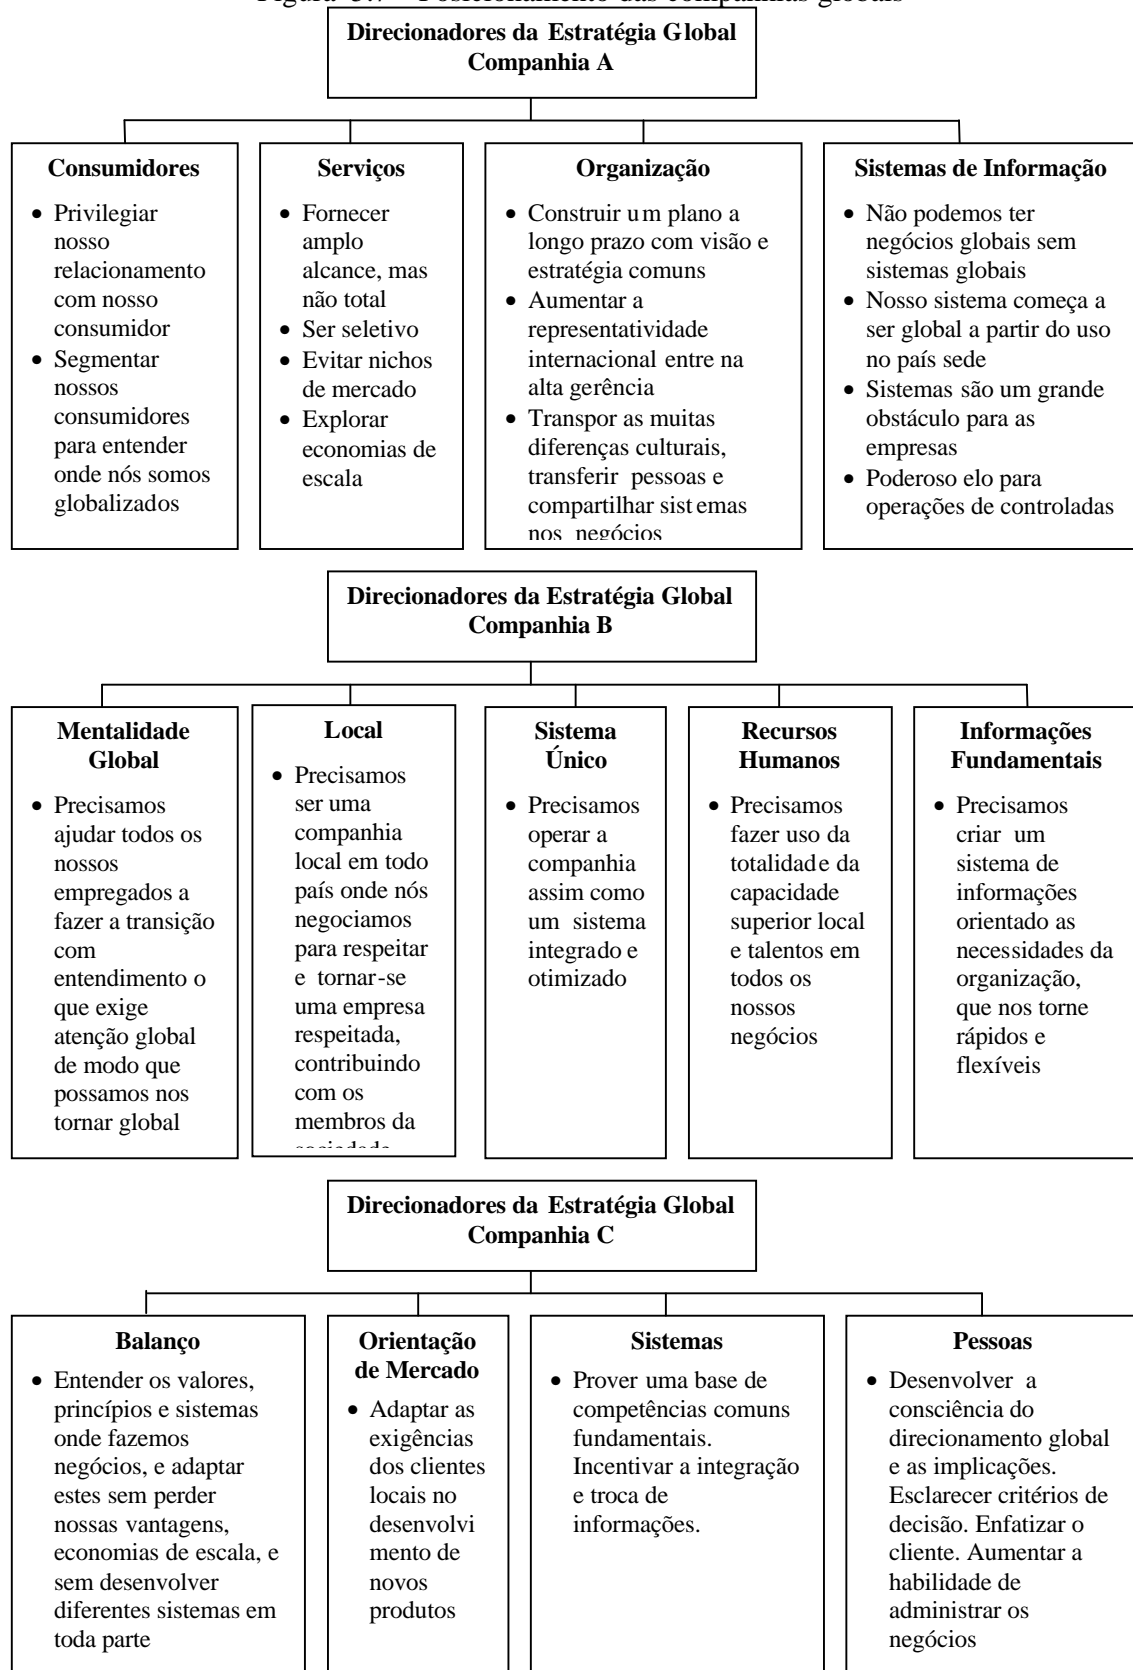 Figura 3.7 – Posicionamento das companhias globais
Direcionadores da Estratégia Global
Companhia A
Consumidores
• Privilegiar
nosso
relacionamento
com nosso
consumidor
• Segmentar
nossos
consumidores
para entender
onde nós somos
globalizados
Serviços
• Fornecer
amplo
alcance, mas
não total
• Ser seletivo
• Evitar nichos
de mercado
• Explorar
economias de
escala
Organização
• Construir um plano a
longo prazo com visão e
estratégia comuns
• Aumentar a
representatividade
internacional entre na
alta gerência
• Transpor as muitas
diferenças culturais,
transferir pessoas e
compartilhar sist emas
nos negócios
Sistemas de Informação
• Não podemos ter
negócios globais sem
sistemas globais
• Nosso sistema começa a
ser global a partir do uso
no país sede
• Sistemas são um grande
obstáculo para as
empresas
• Poderoso elo para
operações de controladas
Direcionadores da Estratégia Global
Companhia B
Mentalidade
Global
• Precisamos
ajudar todos os
nossos
empregados a
fazer a transição
com
entendimento o
que exige
atenção global
de modo que
possamos nos
tornar global
Local
• Precisamos
ser uma
companhia
local em todo
país onde nós
negociamos
para respeitar
e tornar-se
uma empresa
respeitada,
contribuindo
com os
membros da
sociedade
Sistema
Único
• Precisamos
operar a
companhia
assim como
um sistema
integrado e
otimizado
Recursos
Humanos
• Precisamos
fazer uso da
totalidade da
capacidade
superior local
e talentos em
todos os
nossos
negócios
Informações
Fundamentais
• Precisamos
criar um
sistema de
informações
orientado as
necessidades da
organização,
que nos torne
rápidos e
flexíveis
Direcionadores da Estratégia Global
Companhia C
Balanço
• Entender os valores,
princípios e sistemas
onde fazemos
negócios, e adaptar
estes sem perder
nossas vantagens,
economias de escala, e
sem desenvolver
diferentes sistemas em
toda parte
Orientação
de Mercado
• Adaptar as
exigências
dos clientes
locais no
desenvolvi
mento de
novos
produtos
Sistemas
• Prover uma base de
competências comuns
fundamentais.
Incentivar a integração
e troca de
informações.
Pessoas
• Desenvolver a
consciência do
direcionamento global
e as implicações.
Esclarecer critérios de
decisão. Enfatizar o
cliente. Aumentar a
habilidade de
administrar os
negócios